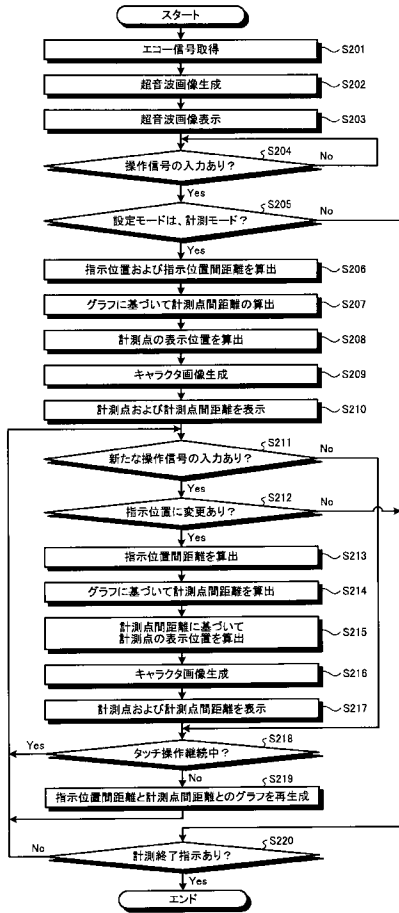 スタート
エコー信号取得
S201
超音波画像生成
S202
超音波画像表示
S203
操作信号の入力あり？
S204
No
Yes
設定モードは、計測モード？
S205
No
Yes
指示位置および指示位置間距離を算出
S206
グラフに基づいて計測点間距離の算出
S207
計測点の表示位置を算出
S208
キャラクタ画像生成
S209
計測点および計測点間距離を表示
S210
新たな操作信号の入力あり？
S211
No
Yes
指示位置に変更あり？
S212
No
Yes
指示位置間距離を算出
S213
グラフに基づいて計測点間距離を算出
S214
計測点間距離に基づいて
計測点の表示位置を算出
S215
キャラクタ画像生成
S216
計測点および計測点間距離を表示
S217
タッチ操作継続中？
S218
Yes
No
指示位置間距離と計測点間距離とのグラフを再生成
S219
計測終了指示あり？
S220
No
Yes
エンド